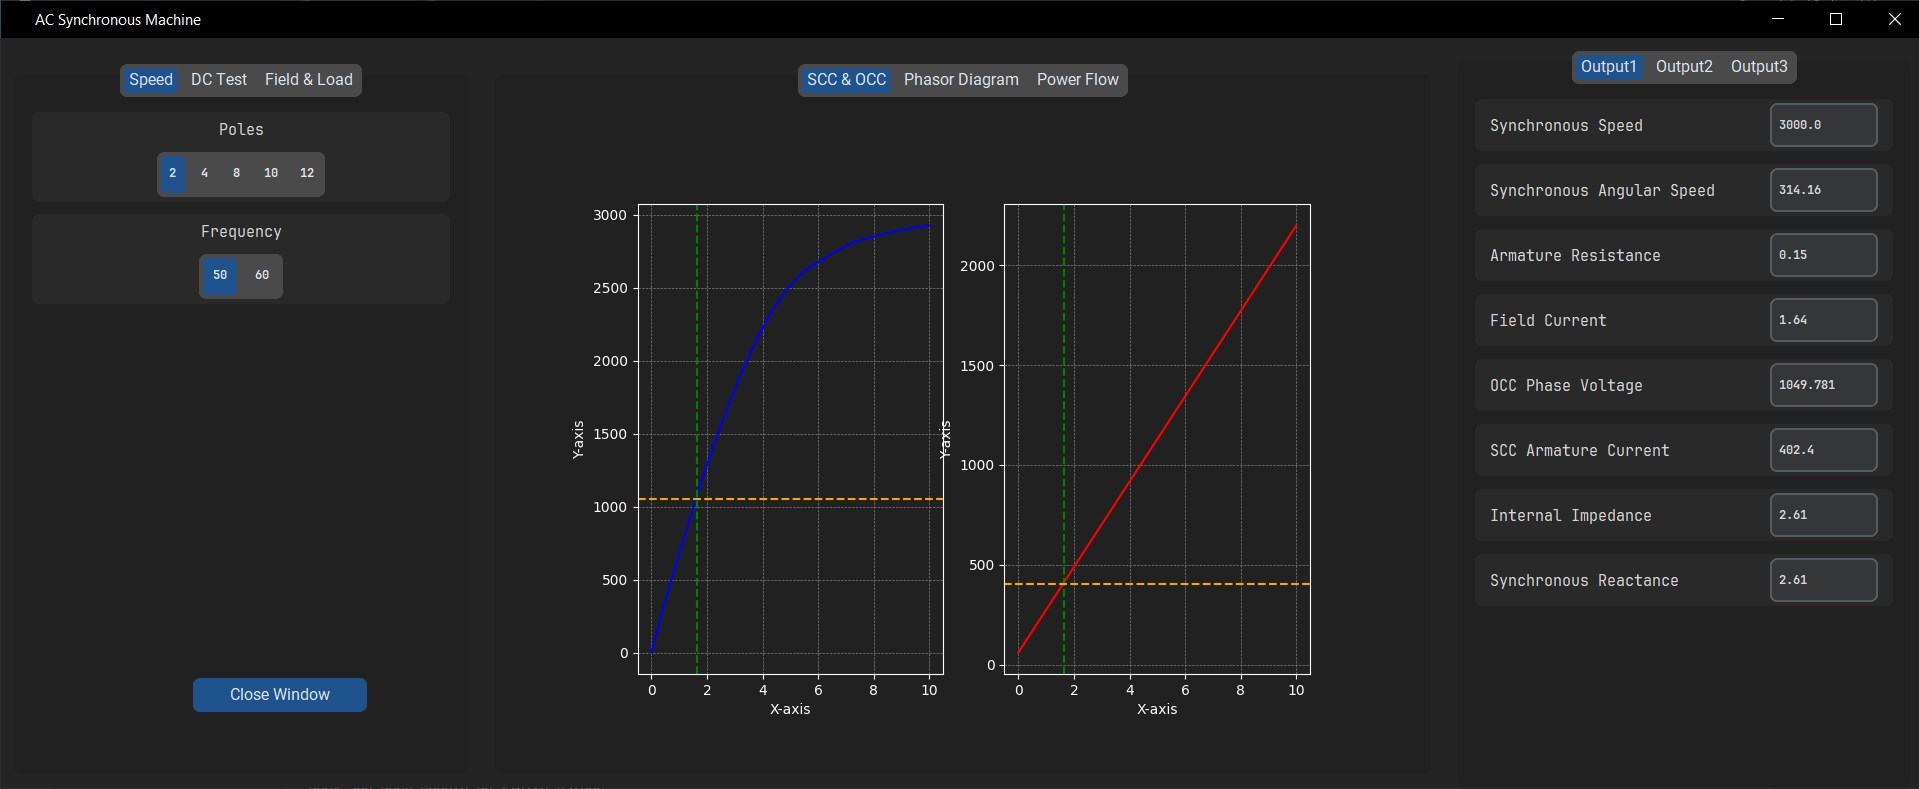 AC Synchronous Machine
Speed DC Test Field & Load
Poles
2 4 8 10 12
Frequency
50 60
Close Window
SCC & OCC Phasor Diagram Power Flow
3000
2500
2000
1500
1000
500
0
Y-axis
0 2 4 6 8 10
X-axis
2000
1500
1000
500
0
Y-axis
0 2 4 6 8 10
X-axis
Output1 Output2 Output3
Synchronous Speed 3000.0
Synchronous Angular Speed 314.16
Armature Resistance 0.15
Field Current 1.64
OCC Phase Voltage 1049.781
SCC Armature Current 402.4
Internal Impedance 2.61
Synchronous Reactance 2.61